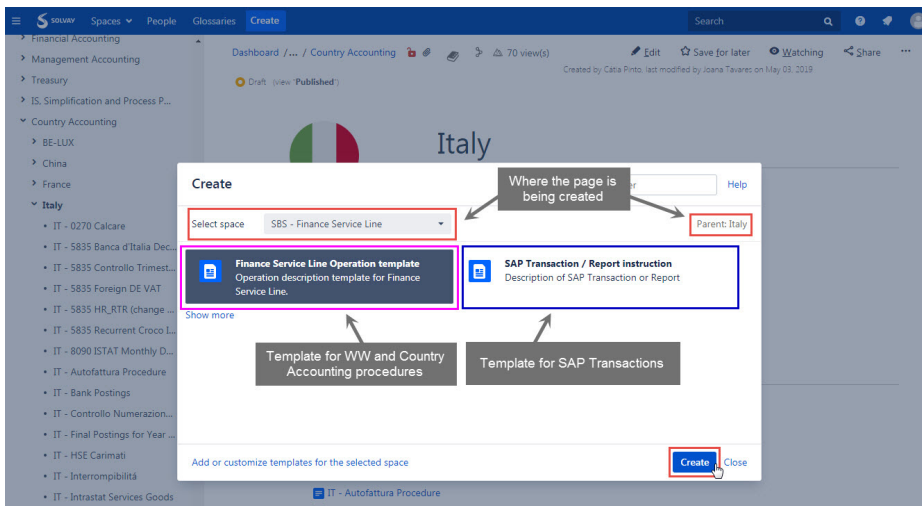 SOLVAY Spaces People Glossaries Create Search
Financial Accounting
Management Accounting
Treasury
IS, Simplification and Process P...
Country Accounting
BE-LUX
China
France
Italy
IT - 0270 Calcare
IT - 5835 Banca d'Italia Dec...
IT - 5835 Controllo Trimest...
IT - 5835 Foreign DE VAT
IT - 5835 HR_RTR (change ...
IT - 5835 Recurrent Croco I...
IT - 8090 ISTAT Monthly D...
IT - Autofattura Procedure
IT - Bank Postings
IT - Controllo Numerazion...
IT - Final Postings for Year ...
IT - HSE Carimati
IT - Interrompibilitá
IT - Intrastat Services Goods
Dashboard /... / Country Accounting 70 view(s) Edit Save for later Watching Share ...
Created by Cátia Pinto, last modified by Joana Tavares on May 03, 2019
Draft (view "Published")
Italy
Create
Where the page is
being created
Help
Select space SBS - Finance Service Line
Parent: Italy
Finance Service Line Operation template
Operation description template for Finance
Service Line.
SAP Transaction / Report instruction
Description of SAP Transaction or Report
Show more
Template for WW and Country
Accounting procedures
Template for SAP Transactions
Add or customize templates for the selected space
Create Close
IT - Autofattura Procedure